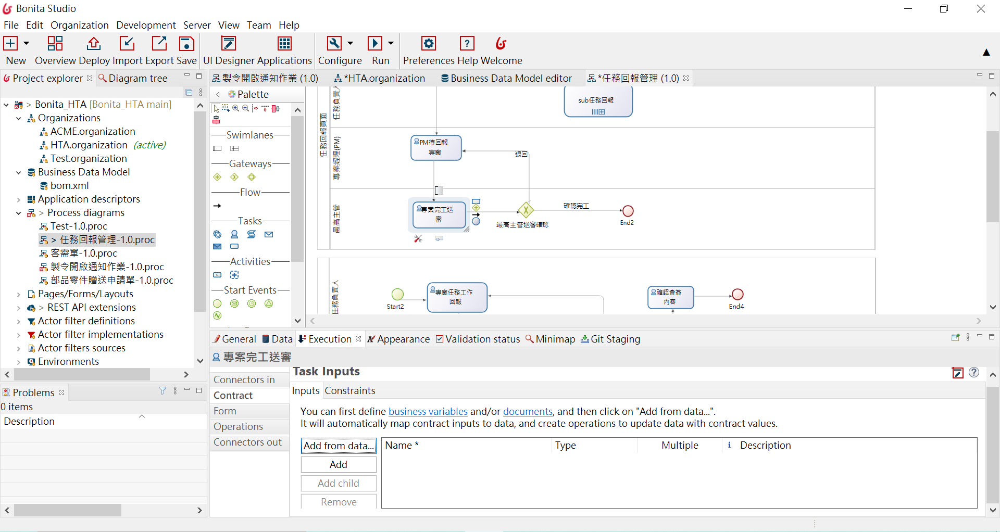 Bonita Studio
File Edit Organization Development Server View Team Help
New Overview Deploy Import Export Save UI Designer Applications Configure Run Preferences Help Welcome
Project explorer Diagram tree
Bonita_HTA [Bonita_HTA main]
Organizations
ACME.organization
HTA.organization (active)
Test.organization
Business Data Model
bom.xml
Application descriptors
> Process diagrams
Test-1.0.proc
> 任務回報管理-1.0.proc
客需單-1.0.proc
製令開啟通知作業-1.0.proc
部品零件贈送申請單-1.0.proc
Pages/Forms/Layouts
> REST API extensions
Actor filter definitions
Actor filter implementations
Actor filters sources
Environments
Problems
0 items
Description
製令開啟通知作業 (1.0) *HTA.organization Business Data Model editor *任務回報管理 (1.0)
Palette
Swimlanes
Gateways
Flow
Tasks
Activities
Start Events
任務回報頁面
任務負責人
sub任務回報
專案經理(PM)
PM待回報
專案
退回
最高主管
專案完工送
審
最高主管送審確認
確認完工
End2
任務負責人
Start2
專案任務工作
回報
確認會簽
內容
End4
General Data Execution Appearance Validation status Minimap Git Staging
專案完工送審
Connectors in
Contract
Form
Operations
Connectors out
Task Inputs
Inputs Constraints
You can first define business variables and/or documents, and then click on "Add from data...".
It will automatically map contract inputs to data, and create operations to update data with contract values.
Add from data...
Add
Add child
Remove
Name * Type Multiple Description